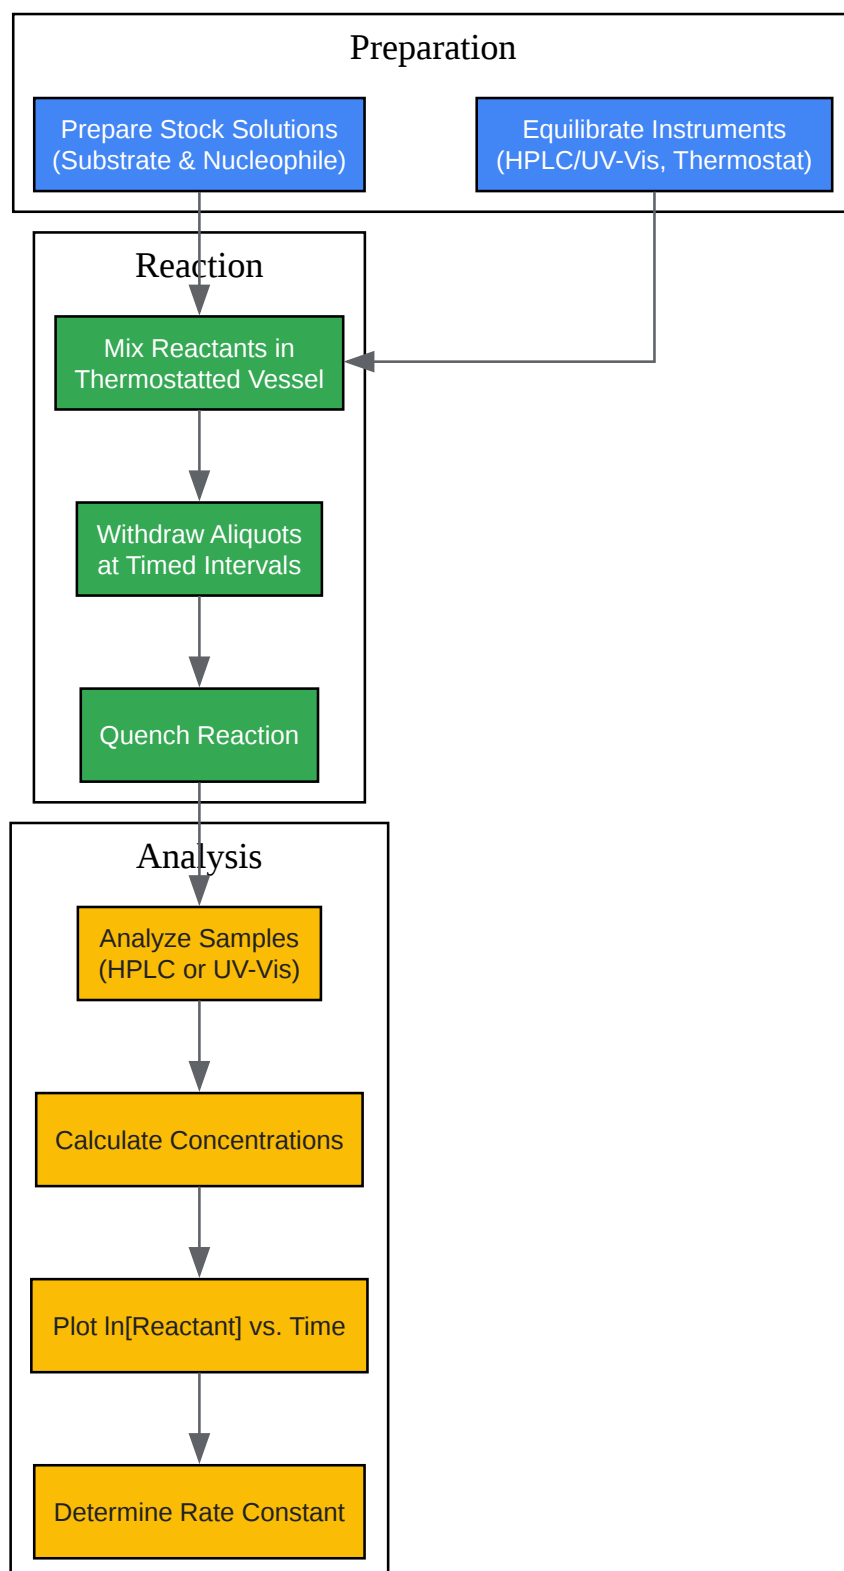 Preparation
Prepare Stock Solutions
(Substrate & Nucleophile)
Equilibrate Instruments
(HPLC/UV-Vis, Thermostat)
Reaction
Mix Reactants in
Thermostatted Vessel
Withdraw Aliquots
at Timed Intervals
Quench Reaction
Analysis
Analyze Samples
(HPLC or UV-Vis)
Calculate Concentrations
Plot ln[Reactant] vs. Time
Determine Rate Constant